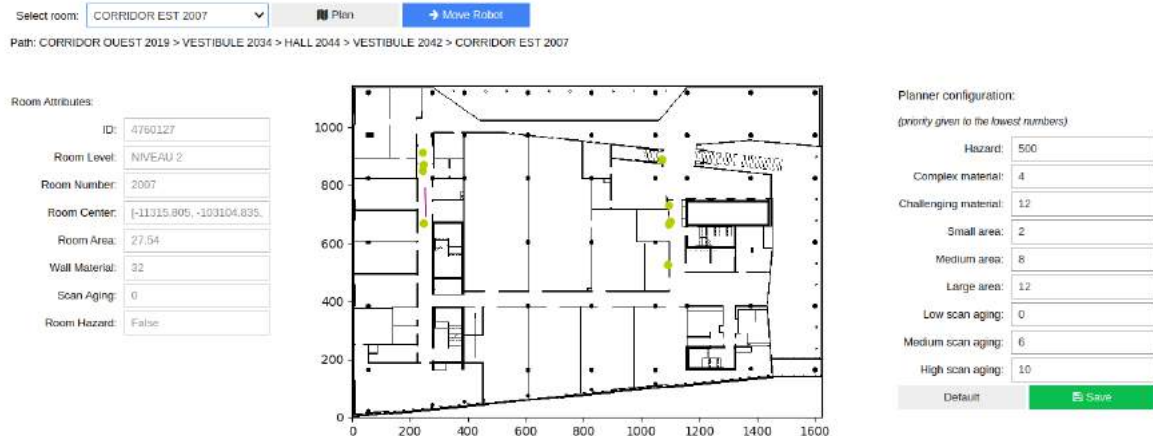 Select room: CORRIDOR EST 2007 Plan Move Robot
Path: CORRIDOR OUEST 2019 > VESTIBULE 2034 > HALL 2044 > VESTIBULE 2042 > CORRIDOR EST 2007
Room Attributes:
ID: 4760127
Room Level: NIVEAU 2
Room Number: 2007
Room Center: [-11315.805, -103104.835,
Room Area: 27.54
Wall Material: 32
Scan Aging: 0
Room Hazard: False
1000
800
600
400
200
0
0 200 400 600 800 1000 1200 1400 1600
Planner configuration:
(priority given to the lowest numbers)
Hazard: 500
Complex material: 4
Challenging material: 12
Small area: 2
Medium area: 8
Large area: 12
Low scan aging: 0
Medium scan aging: 6
High scan aging: 10
Default Save